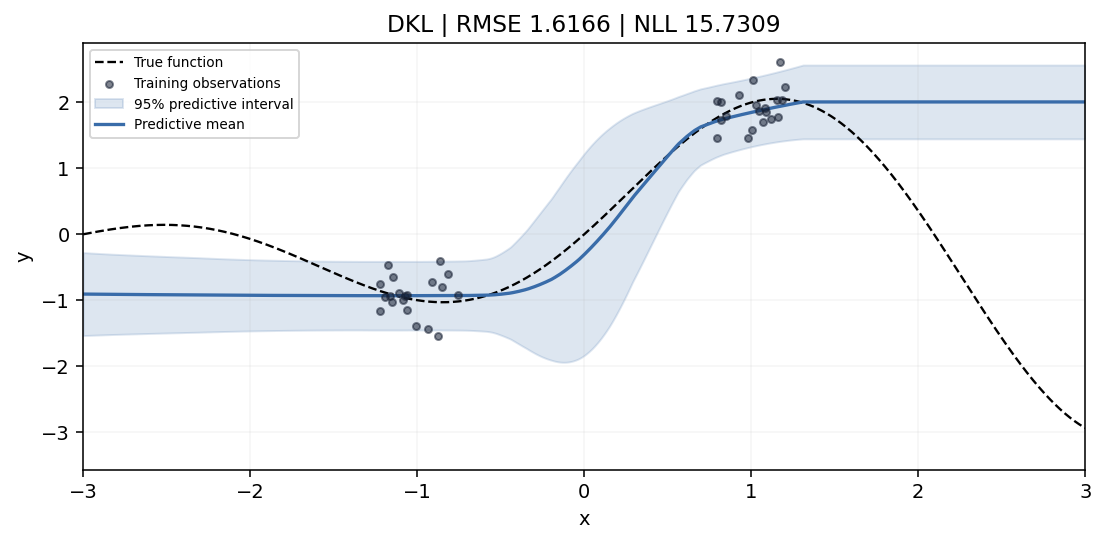 DKL | RMSE 1.6166 | NLL 15.7309
True function
Training observations
95% predictive interval
Predictive mean
y
2
1
0
−1
−2
−3
−3
−2
−1
0
1
2
3
x